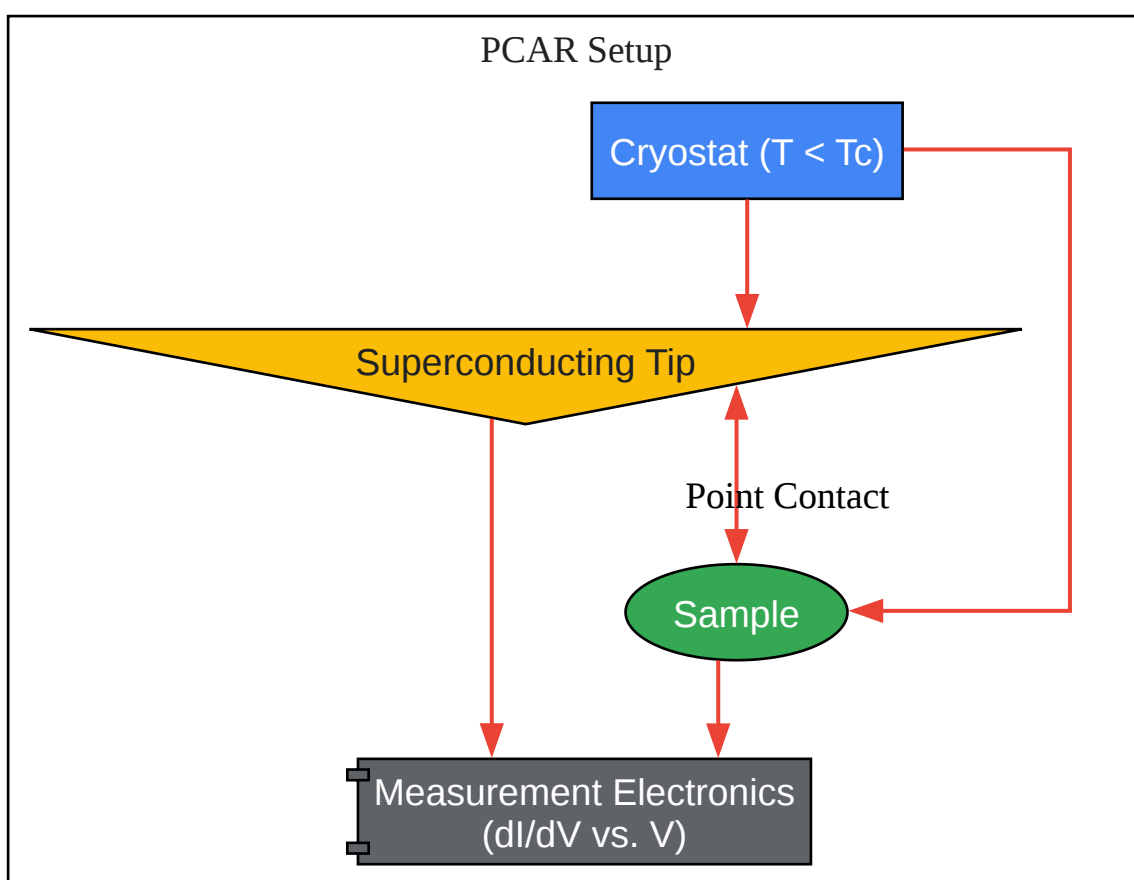 PCAR Setup
Cryostat (T < Tc)
Superconducting Tip
Point Contact
Sample
Measurement Electronics
(dI/dV vs. V)